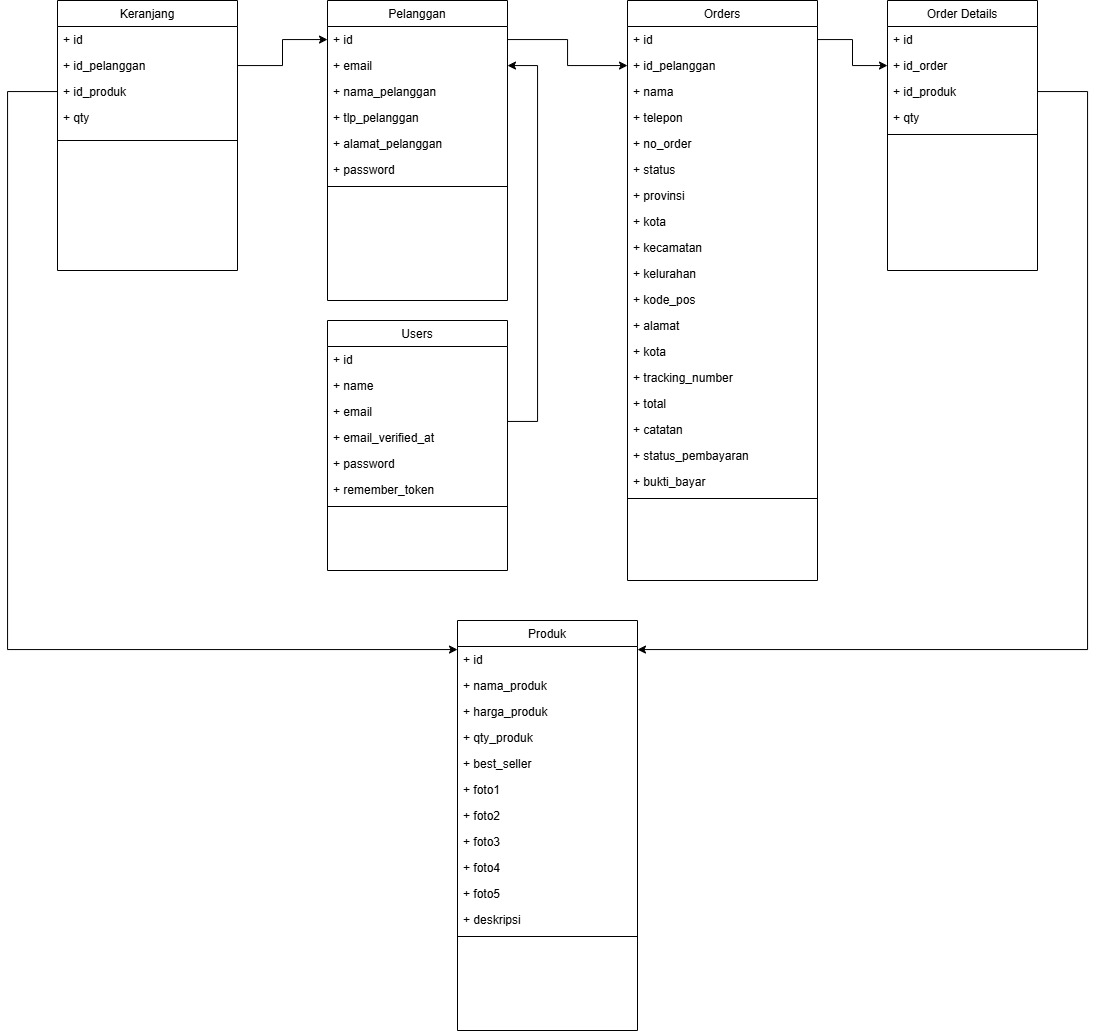 Keranjang
+ id
+ id_pelanggan
+ id_produk
+ qty
Pelanggan
+ id
+ email
+ nama_pelanggan
+ tlp_pelanggan
+ alamat_pelanggan
+ password
Orders
+ id
+ id_pelanggan
+ nama
+ telepon
+ no_order
+ status
+ provinsi
+ kota
+ kecamatan
+ kelurahan
+ kode_pos
+ alamat
+ kota
+ tracking_number
+ total
+ catatan
+ status_pembayaran
+ bukti_bayar
Order Details
+ id
+ id_order
+ id_produk
+ qty
Users
+ id
+ name
+ email
+ email_verified_at
+ password
+ remember_token
Produk
+ id
+ nama_produk
+ harga_produk
+ qty_produk
+ best_seller
+ foto1
+ foto2
+ foto3
+ foto4
+ foto5
+ deskripsi